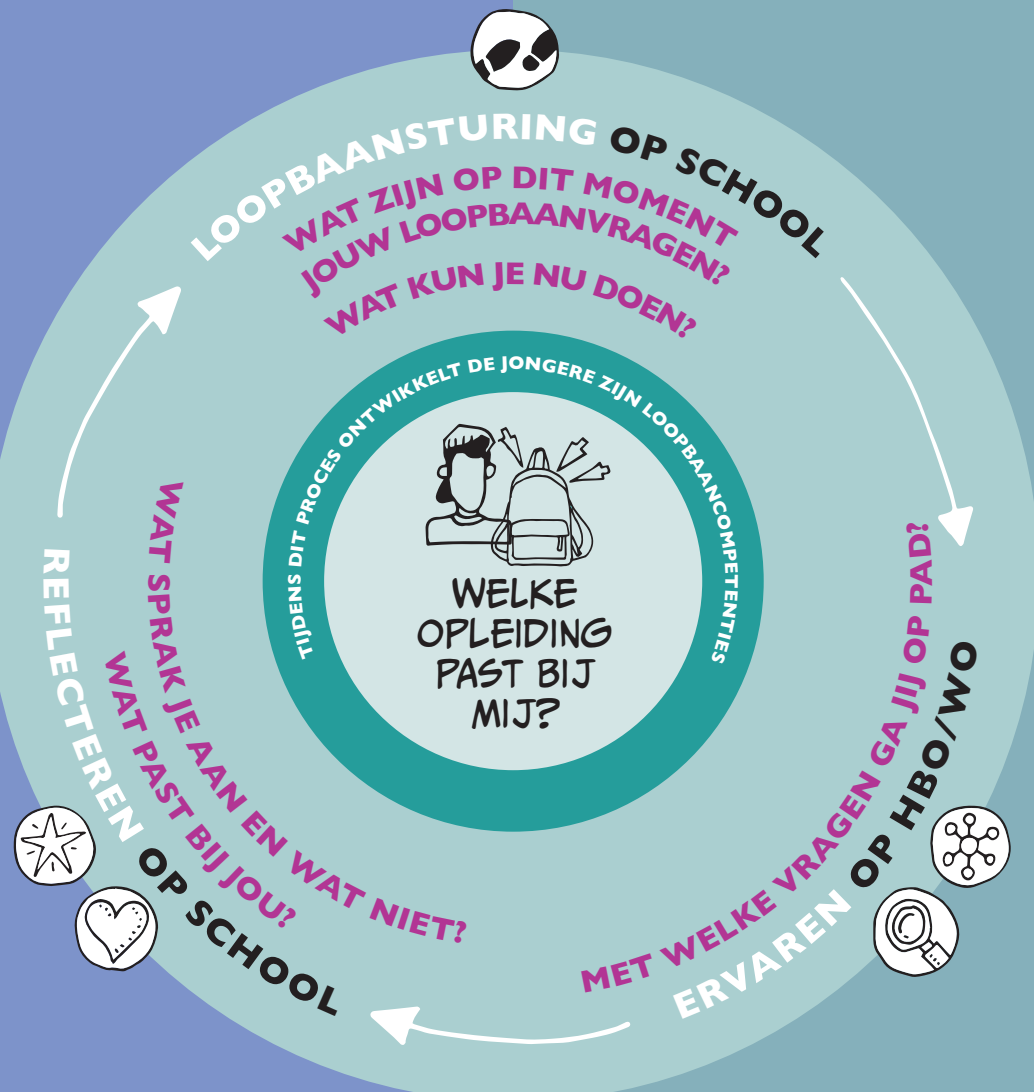 LOOPBAANSTURING OP SCHOOL
WAT ZIJN OP DIT MOMENT
JOUW LOOPBAANVRAGEN?
WAT KUN JE NU DOEN?
TIJDENS DIT PROCES ONTWIKKELT DE JONGERE ZIJN LOOPBAANCOMPETENTIES
WELKE
OPLEIDING
PAST BIJ
MIJ?
MET WELKE VRAGEN GA JIJ OP PAD?
ERVAREN OP HBO/WO
WAT SPRAK JE AAN EN WAT NIET?
WAT PAST BIJ JOU?
REFLECTEREN OP SCHOOL